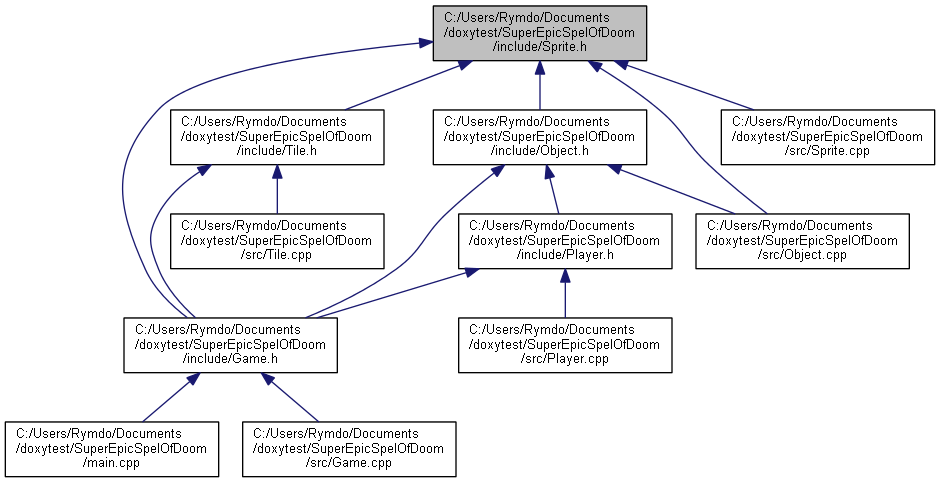 C:/Users/Rymdo/Documents
/doxytest/SuperEpicSpelOfDoom
/include/Sprite.h
C:/Users/Rymdo/Documents
/doxytest/SuperEpicSpelOfDoom
/include/Tile.h
C:/Users/Rymdo/Documents
/doxytest/SuperEpicSpelOfDoom
/include/Object.h
C:/Users/Rymdo/Documents
/doxytest/SuperEpicSpelOfDoom
/src/Sprite.cpp
C:/Users/Rymdo/Documents
/doxytest/SuperEpicSpelOfDoom
/src/Tile.cpp
C:/Users/Rymdo/Documents
/doxytest/SuperEpicSpelOfDoom
/include/Player.h
C:/Users/Rymdo/Documents
/doxytest/SuperEpicSpelOfDoom
/src/Object.cpp
C:/Users/Rymdo/Documents
/doxytest/SuperEpicSpelOfDoom
/include/Game.h
C:/Users/Rymdo/Documents
/doxytest/SuperEpicSpelOfDoom
/src/Player.cpp
C:/Users/Rymdo/Documents
/doxytest/SuperEpicSpelOfDoom
/main.cpp
C:/Users/Rymdo/Documents
/doxytest/SuperEpicSpelOfDoom
/src/Game.cpp